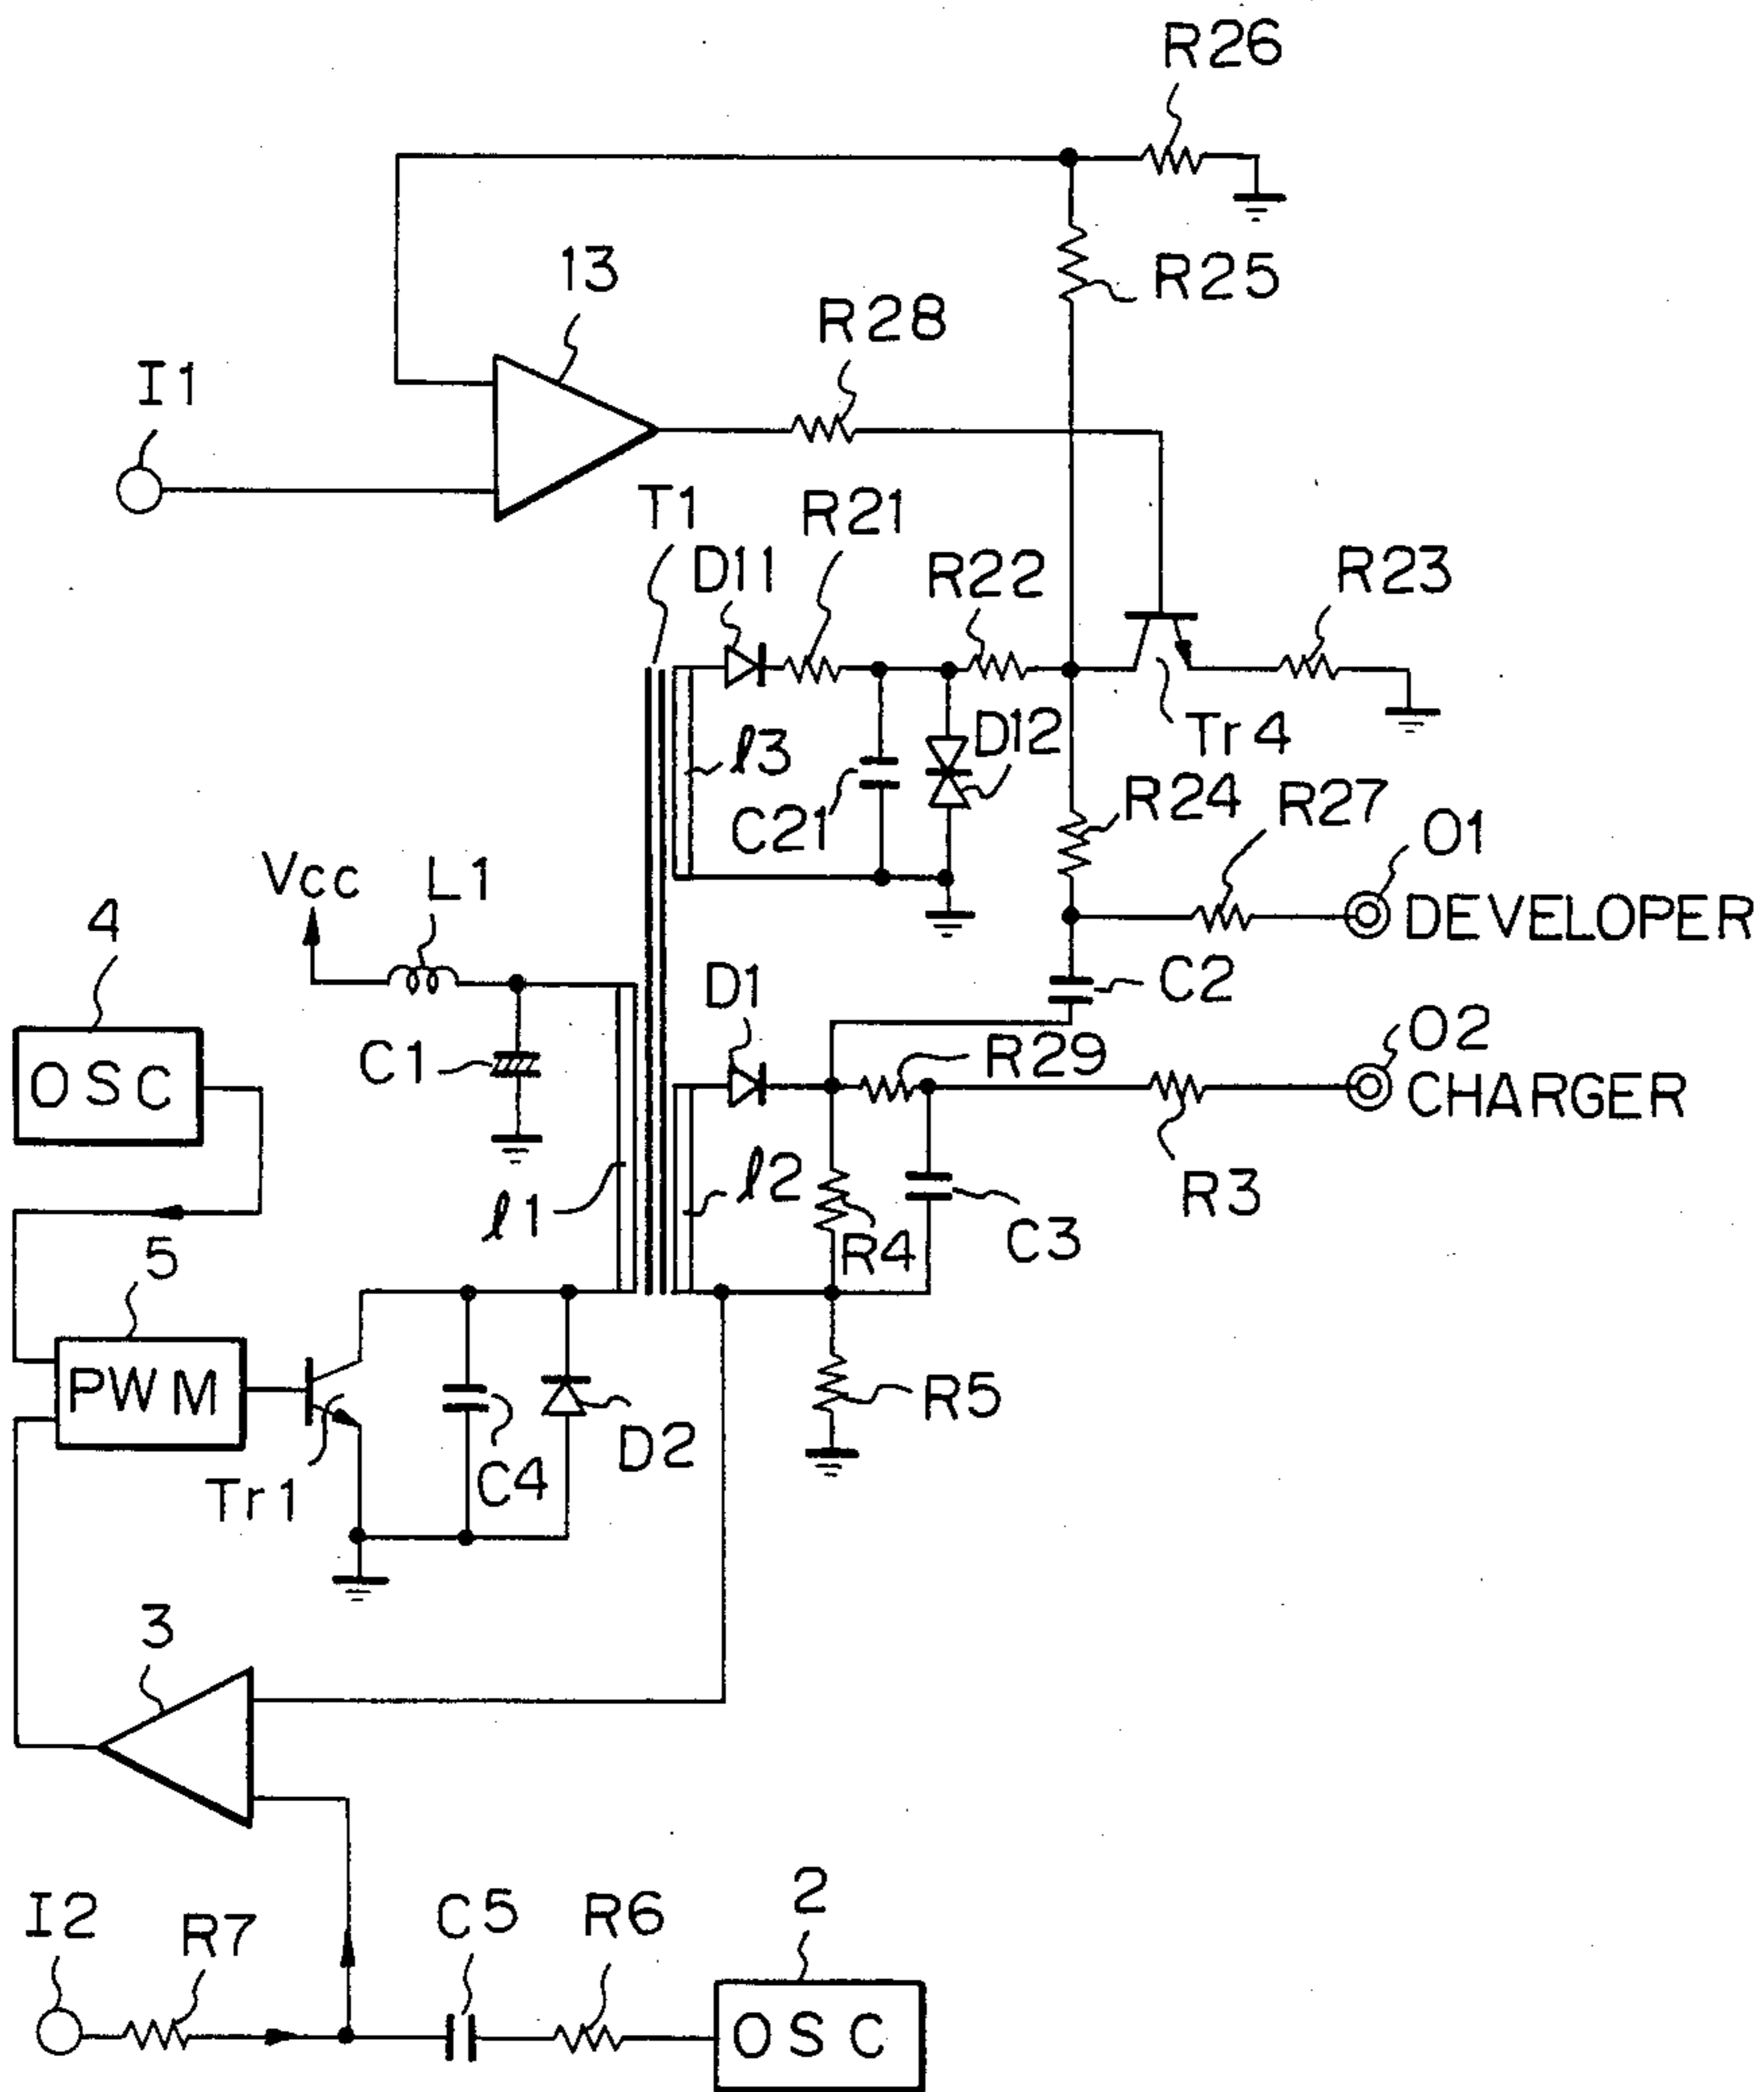 R26
13
R25
R28
I1
T1
R21
D11
R22
R23
ℓ3
D12
Tr4
C21
R24
R27
O1
Vcc
L1
DEVELOPER
4
D1
C2
O2
OSC
C1
R29
CHARGER
ℓ1
ℓ2
R4
C3
R3
5
PWM
R5
Tr1
C4
D2
3
I2
R7
C5
R6
2
OSC